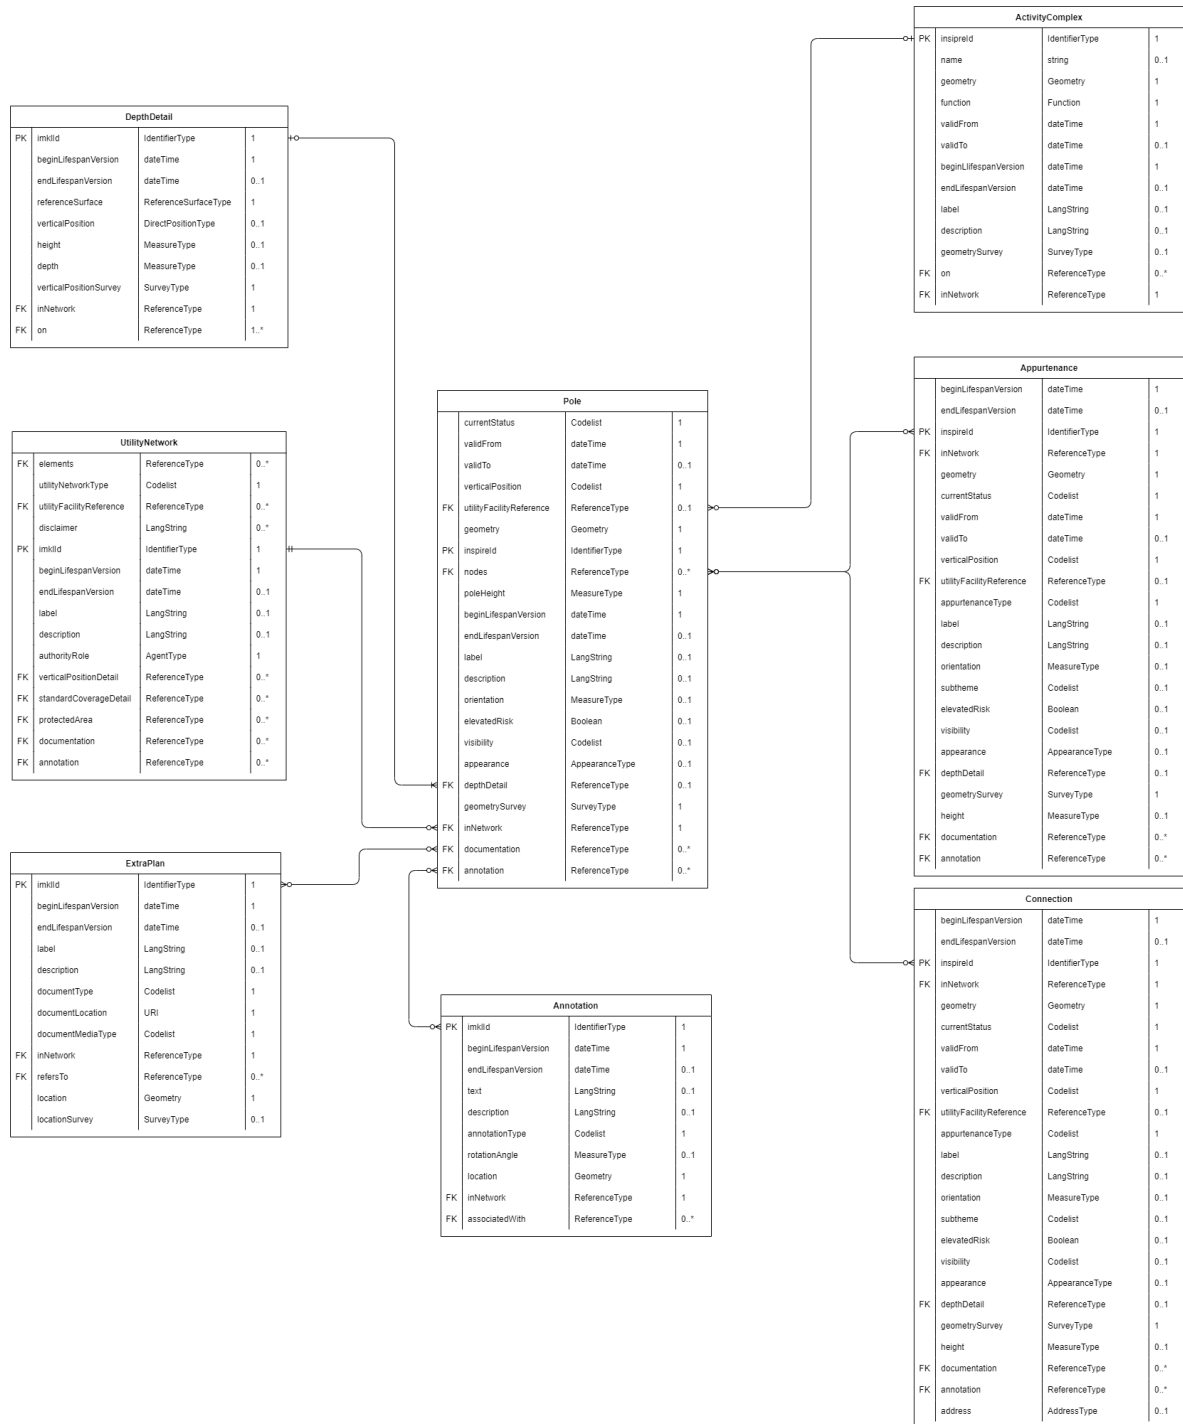 ActivityComplex
PK insipreId IdentifierType 1
name string 0..1
geometry Geometry 1
function Function 1
validFrom dateTime 1
validTo dateTime 0..1
beginLlifespanVersion dateTime 1
endLifespanVersion dateTime 0..1
label LangString 0..1
description LangString 0..1
geometrySurvey SurveyType 0..1
FK on ReferenceType 0..*
FK inNetwork ReferenceType 1
DepthDetail
PK imklId IdentifierType 1
beginLifespanVersion dateTime 1
endLifespanVersion dateTime 0..1
referenceSurface ReferenceSurfaceType 1
verticalPosition DirectPositionType 0..1
height MeasureType 0..1
depth MeasureType 0..1
verticalPositionSurvey SurveyType 1
FK inNetwork ReferenceType 1
FK on ReferenceType 1..*
UtilityNetwork
FK elements ReferenceType 0..*
utilityNetworkType Codelist 1
FK utilityFacilityReference ReferenceType 0..*
disclaimer LangString 0..*
PK imklId IdentifierType 1
beginLifespanVersion dateTime 1
endLifespanVersion dateTime 0..1
label LangString 0..1
description LangString 0..1
authorityRole AgentType 1
FK verticalPositionDetail ReferenceType 0..*
FK standardCoverageDetail ReferenceType 0..*
FK protectedArea ReferenceType 0..*
FK documentation ReferenceType 0..*
FK annotation ReferenceType 0..*
ExtraPlan
PK imklId IdentifierType 1
beginLifespanVersion dateTime 1
endLifespanVersion dateTime 0..1
label LangString 0..1
description LangString 0..1
documentType Codelist 1
documentLocation URI 1
documentMediaType Codelist 1
FK inNetwork ReferenceType 1
FK refersTo ReferenceType 0..*
location Geometry 1
locationSurvey SurveyType 0..1
Pole
currentStatus Codelist 1
validFrom dateTime 1
validTo dateTime 0..1
verticalPosition Codelist 1
FK utilityFacilityReference ReferenceType 0..1
geometry Geometry 1
PK inspireId IdentifierType 1
FK nodes ReferenceType 0..*
poleHeight MeasureType 1
beginLifespanVersion dateTime 1
endLifespanVersion dateTime 0..1
label LangString 0..1
description LangString 0..1
orientation MeasureType 0..1
elevatedRisk Boolean 0..1
visibility Codelist 0..1
appearance AppearanceType 0..1
FK depthDetail ReferenceType 0..1
geometrySurvey SurveyType 1
FK inNetwork ReferenceType 1
FK documentation ReferenceType 0..*
FK annotation ReferenceType 0..*
Annotation
PK imklId IdentifierType 1
beginLifespanVersion dateTime 1
endLifespanVersion dateTime 0..1
text LangString 0..1
description LangString 0..1
annotationType Codelist 1
rotationAngle MeasureType 0..1
location Geometry 1
FK inNetwork ReferenceType 1
FK associatedWith ReferenceType 0..*
Appurtenance
beginLifespanVersion dateTime 1
endLifespanVersion dateTime 0..1
PK inspireId IdentifierType 1
FK inNetwork ReferenceType 1
geometry Geometry 1
currentStatus Codelist 1
validFrom dateTime 1
validTo dateTime 0..1
verticalPosition Codelist 1
FK utilityFacilityReference ReferenceType 0..1
appurtenanceType Codelist 1
label LangString 0..1
description LangString 0..1
orientation MeasureType 0..1
subtheme Codelist 0..1
elevatedRisk Boolean 0..1
visibility Codelist 0..1
appearance AppearanceType 0..1
FK depthDetail ReferenceType 0..1
geometrySurvey SurveyType 1
height MeasureType 0..1
FK documentation ReferenceType 0..*
FK annotation ReferenceType 0..*
Connection
beginLifespanVersion dateTime 1
endLifespanVersion dateTime 0..1
PK inspireId IdentifierType 1
FK inNetwork ReferenceType 1
geometry Geometry 1
currentStatus Codelist 1
validFrom dateTime 1
validTo dateTime 0..1
verticalPosition Codelist 1
FK utilityFacilityReference ReferenceType 0..1
appurtenanceType Codelist 1
label LangString 0..1
description LangString 0..1
orientation MeasureType 0..1
subtheme Codelist 0..1
elevatedRisk Boolean 0..1
visibility Codelist 0..1
appearance AppearanceType 0..1
FK depthDetail ReferenceType 0..1
geometrySurvey SurveyType 1
height MeasureType 0..1
FK documentation ReferenceType 0..*
FK annotation ReferenceType 0..*
address AddressType 0..1